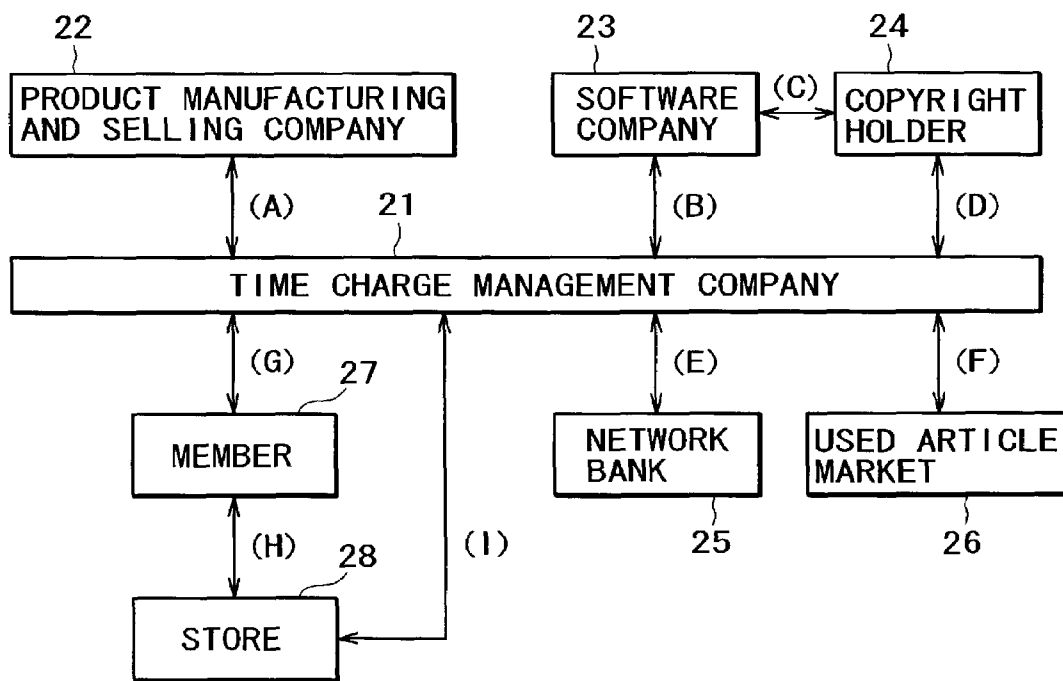 22
23
24
PRODUCT MANUFACTURING
AND SELLING COMPANY
SOFTWARE
COMPANY
(C)
COPYRIGHT
HOLDER
(A)
21
(B)
(D)
TIME CHARGE MANAGEMENT COMPANY
(G)
27
(E)
(F)
MEMBER
NETWORK
BANK
USED ARTICLE
MARKET
(H)
28
(I)
25
26
STORE